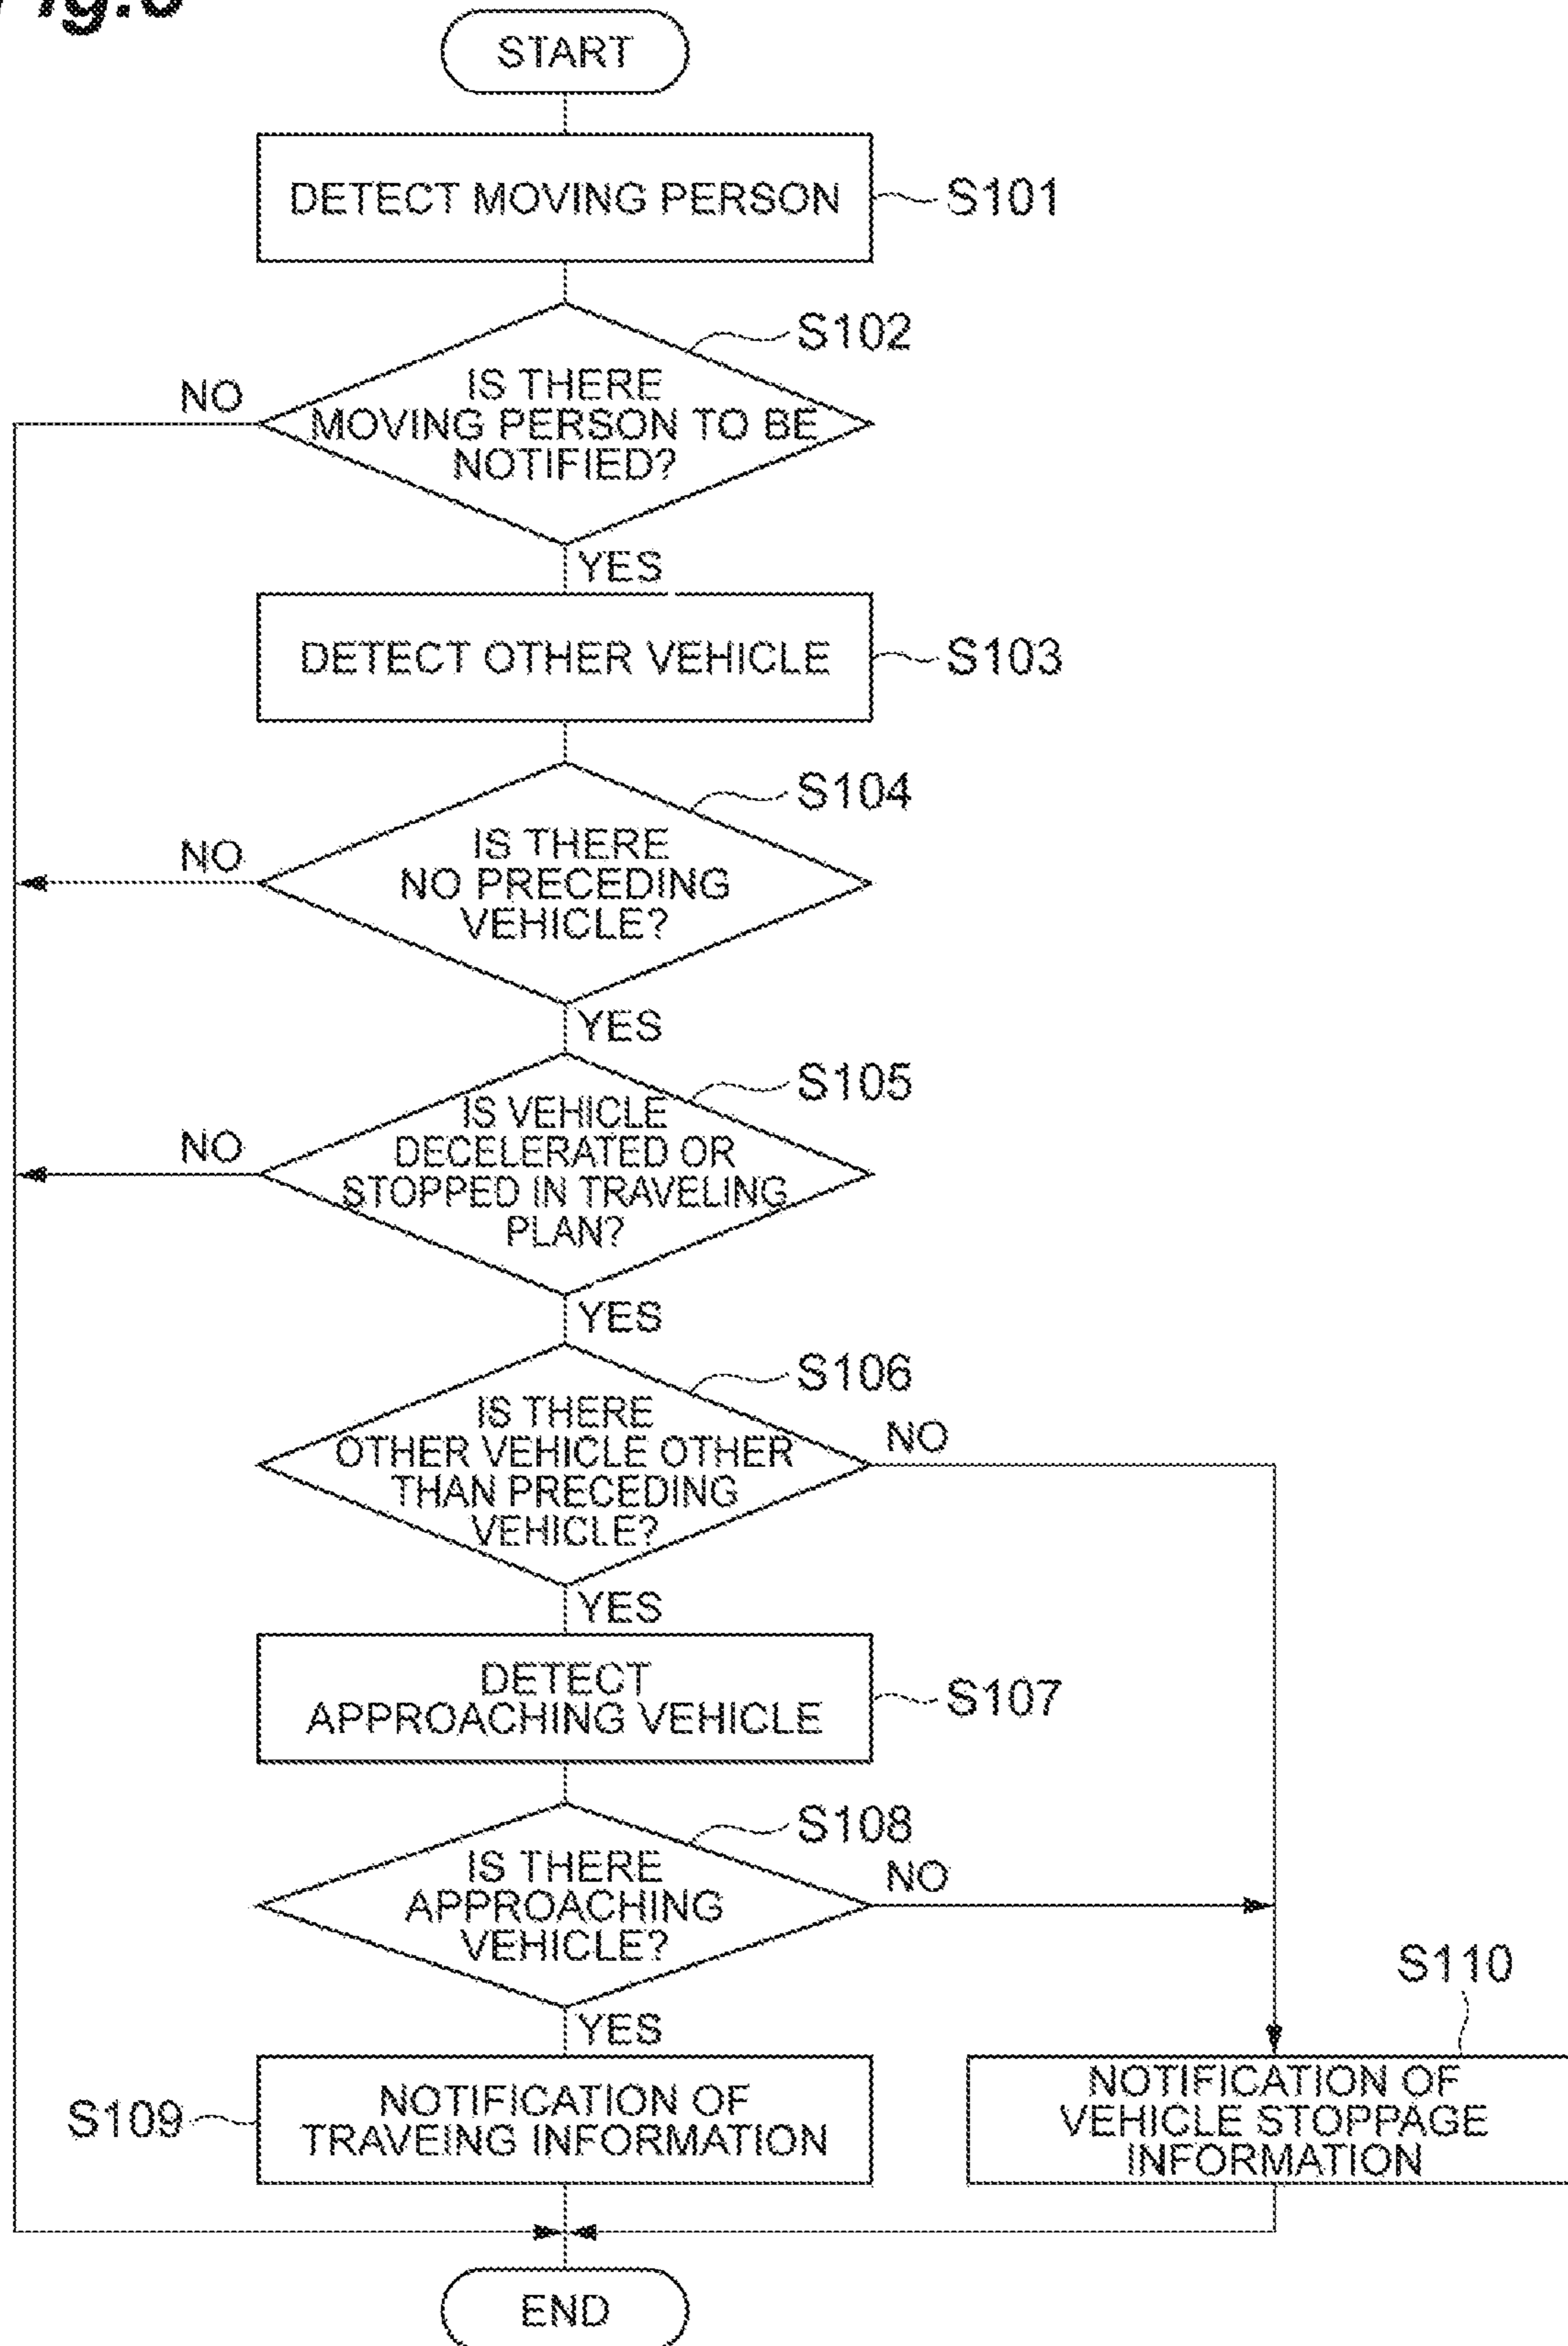 START
DETECT MOVING PERSON
S101
S102
IS THERE
MOVING PERSON TO BE
NOTIFIED?
NO
YES
DETECT OTHER VEHICLE
S103
S104
IS THERE
NO PRECEDING
VEHICLE?
NO
YES
S105
IS VEHICLE
DECELERATED OR
STOPPED IN TRAVELING
PLAN?
NO
YES
S106
IS THERE
OTHER VEHICLE OTHER
THAN PRECEDING
VEHICLE?
NO
YES
DETECT
APPROACHING VEHICLE
S107
S108
IS THERE
APPROACHING
VEHICLE?
NO
YES
S109
NOTIFICATION OF
TRAVEING INFORMATION
S110
NOTIFICATION OF
VEHICLE STOPPAGE
INFORMATION
END